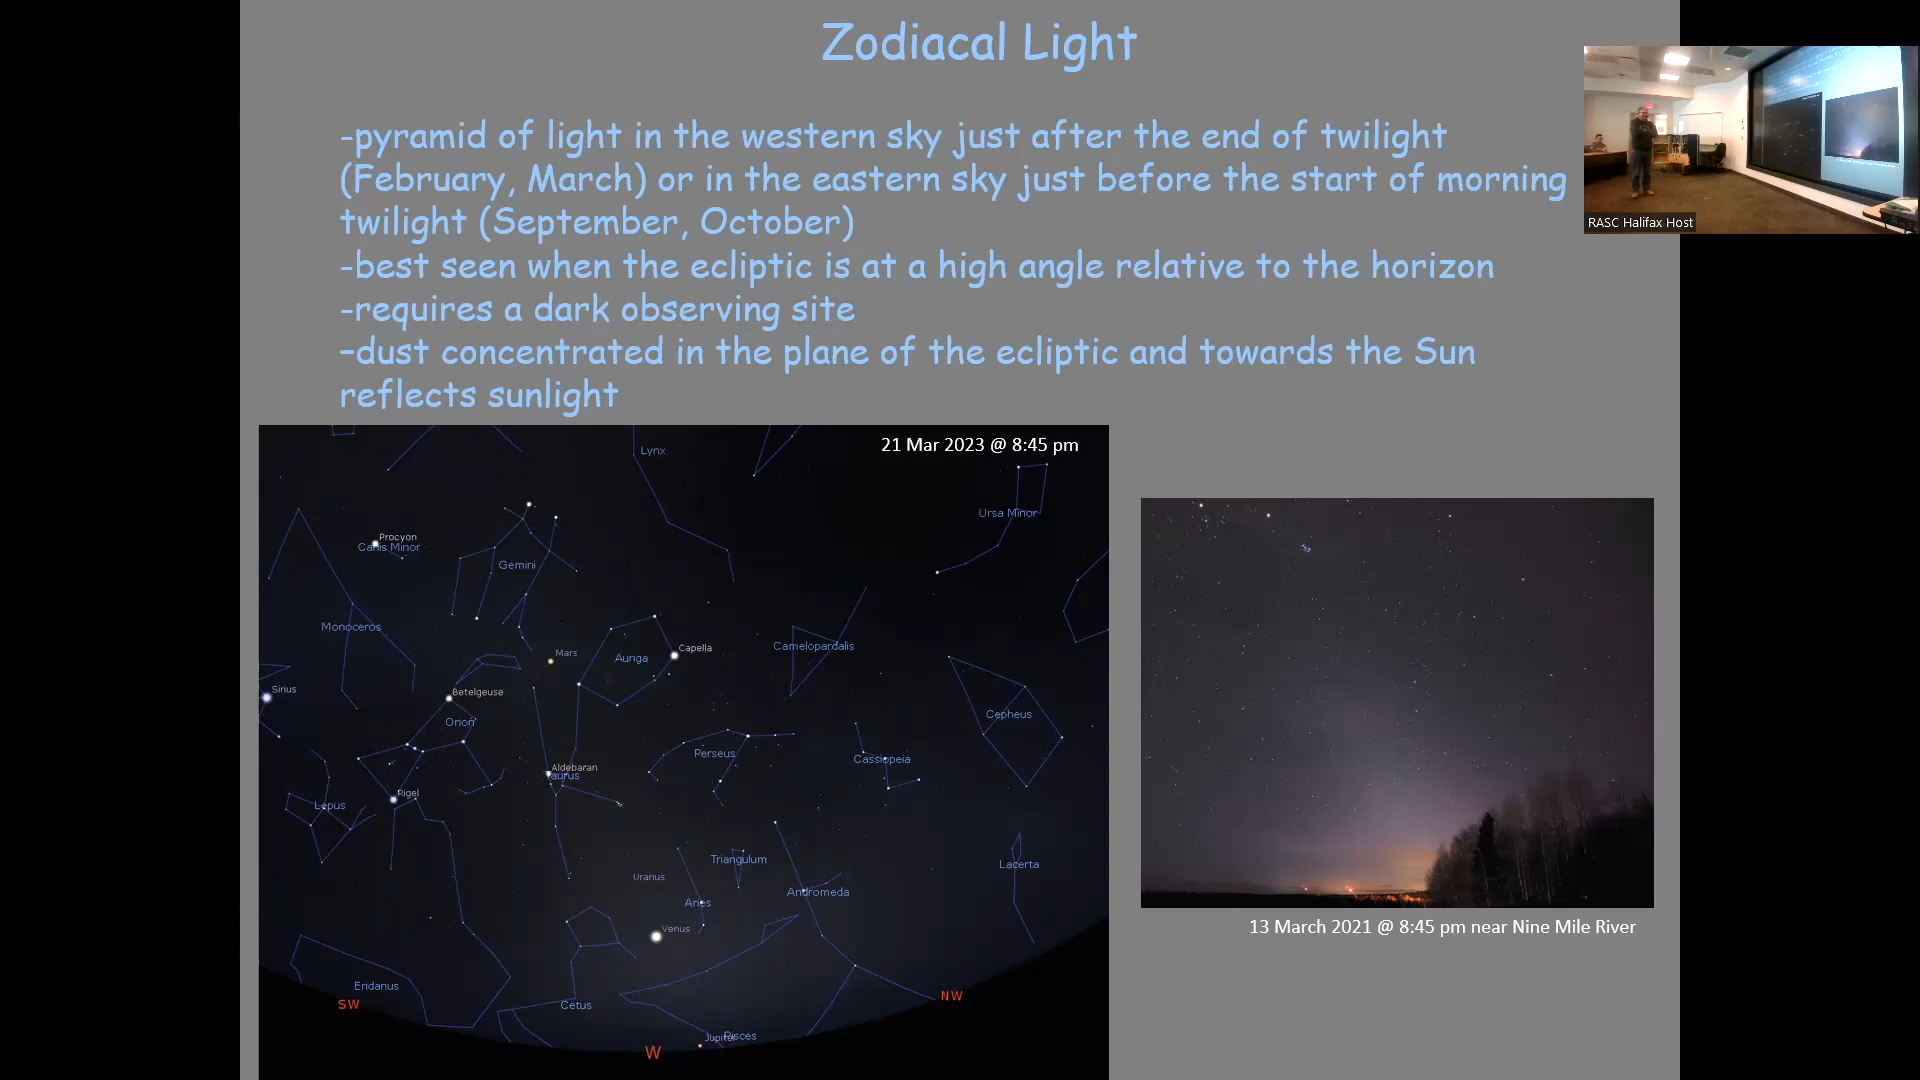 Zodiacal Light
-pyramid of light in the western sky just after the end of twilight
(February, March) or in the eastern sky just before the start of morning
twilight (September, October)
-best seen when the ecliptic is at a high angle relative to the horizon
-requires a dark observing site
-dust concentrated in the plane of the ecliptic and towards the Sun
reflects sunlight
RASC Halifax Host
21 Mar 2023 @ 8:45 pm
Lynx
Ursa Minor
Procyon
Canis Minor
Gemini
Monoceros
Mars
Auriga
Capella
Camelopardalis
Sirius
Betelgeuse
Orion
Cepheus
Perseus
Cassiopeia
Aldebaran
Taurus
Rigel
Lepus
Triangulum
Lacerta
Uranus
Andromeda
Aries
Venus
Eridanus
SW
Cetus
NW
Jupiter
Pisces
W
13 March 2021 @ 8:45 pm near Nine Mile River